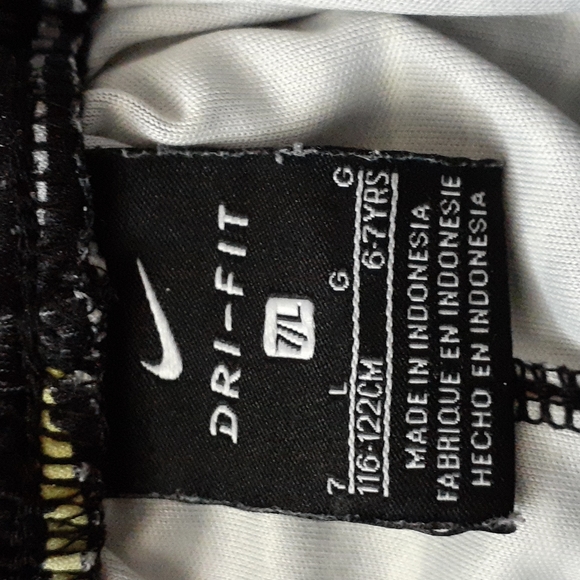 DRI-FIT
7/L
7 L G G
116-122CM 6-7YRS
MADE IN INDONESIA
FABRIQUE EN INDONESIE
HECHO EN INDONESIA